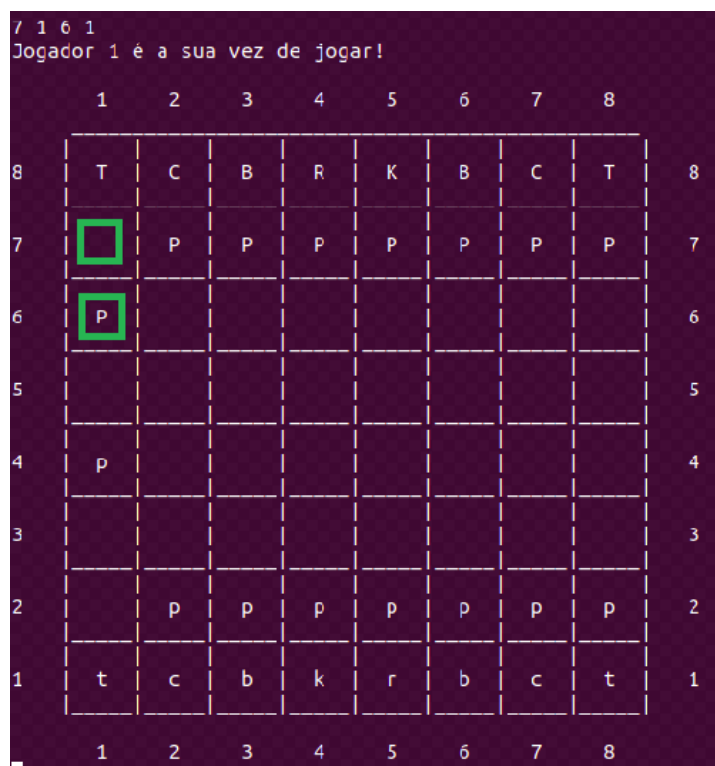 7 1 6 1
Jogador 1 é a sua vez de jogar!
1 2 3 4 5 6 7 8
8 T C B R K B C T 8
7 P P P P P P P 7
6 P 6
5 5
4 p 4
3 3
2 p p p p p p p 2
1 t c b k r b c t 1
1 2 3 4 5 6 7 8